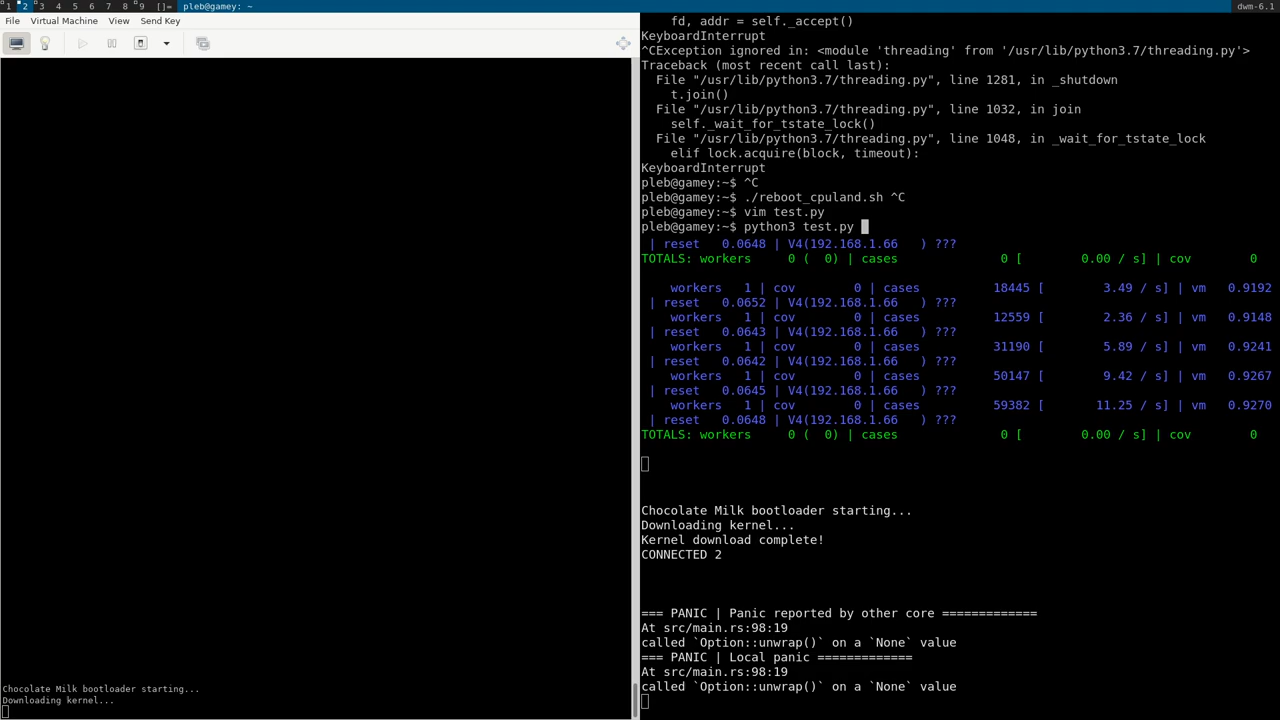 1 2 3 4 5 6 7 8 9 []= pleb@gamey: ~ dwm-6.1
File Virtual Machine View Send Key
Chocolate Milk bootloader starting...
Downloading kernel...
fd, addr = self._accept()
KeyboardInterrupt
^CException ignored in: <module 'threading' from '/usr/lib/python3.7/threading.py'>
Traceback (most recent call last):
File "/usr/lib/python3.7/threading.py", line 1281, in _shutdown
t.join()
File "/usr/lib/python3.7/threading.py", line 1032, in join
self._wait_for_tstate_lock()
File "/usr/lib/python3.7/threading.py", line 1048, in _wait_for_tstate_lock
elif lock.acquire(block, timeout):
KeyboardInterrupt
pleb@gamey:~$ ^C
pleb@gamey:~$ ./reboot_cpuland.sh ^C
pleb@gamey:~$ vim test.py
pleb@gamey:~$ python3 test.py
| reset 0.0648 | V4(192.168.1.66 ) ???
TOTALS: workers 0 ( 0) | cases 0 [ 0.00 / s] | cov 0
workers 1 | cov 0 | cases 18445 [ 3.49 / s] | vm 0.9192
| reset 0.0652 | V4(192.168.1.66 ) ???
workers 1 | cov 0 | cases 12559 [ 2.36 / s] | vm 0.9148
| reset 0.0643 | V4(192.168.1.66 ) ???
workers 1 | cov 0 | cases 31190 [ 5.89 / s] | vm 0.9241
| reset 0.0642 | V4(192.168.1.66 ) ???
workers 1 | cov 0 | cases 50147 [ 9.42 / s] | vm 0.9267
| reset 0.0645 | V4(192.168.1.66 ) ???
workers 1 | cov 0 | cases 59382 [ 11.25 / s] | vm 0.9270
| reset 0.0648 | V4(192.168.1.66 ) ???
TOTALS: workers 0 ( 0) | cases 0 [ 0.00 / s] | cov 0
Chocolate Milk bootloader starting...
Downloading kernel...
Kernel download complete!
CONNECTED 2
=== PANIC | Panic reported by other core =============
At src/main.rs:98:19
called `Option::unwrap()` on a `None` value
=== PANIC | Local panic =============
At src/main.rs:98:19
called `Option::unwrap()` on a `None` value